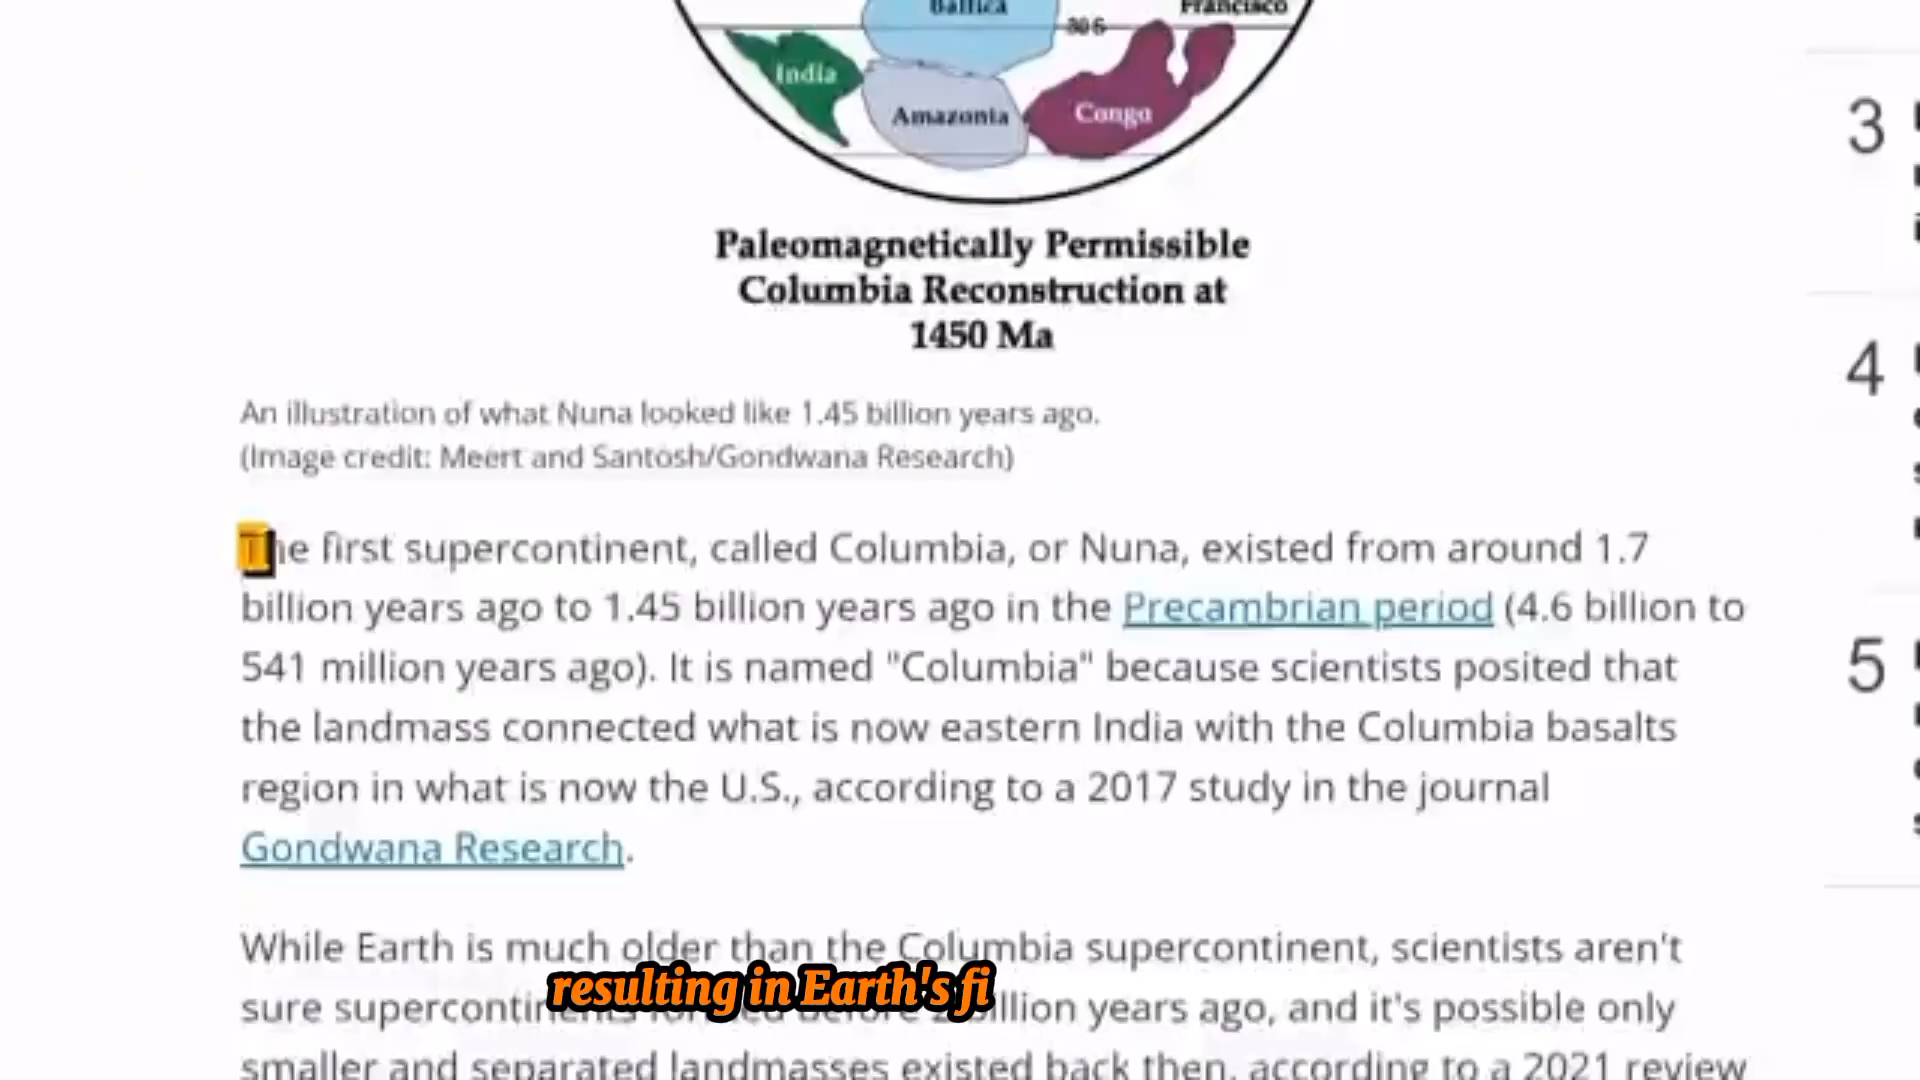 Baltica
Francisco
30 S
India
Amazonia
Congo
Paleomagnetically Permissible
Columbia Reconstruction at
1450 Ma
An illustration of what Nuna looked like 1.45 billion years ago.
(Image credit: Meert and Santosh/Gondwana Research)
The first supercontinent, called Columbia, or Nuna, existed from around 1.7
billion years ago to 1.45 billion years ago in the Precambrian period (4.6 billion to
541 million years ago). It is named "Columbia" because scientists posited that
the landmass connected what is now eastern India with the Columbia basalts
region in what is now the U.S., according to a 2017 study in the journal
Gondwana Research.
While Earth is much older than the Columbia supercontinent, scientists aren't
sure supercontinents formed before 2 billion years ago, and it's possible only
resulting in Earth's fi
smaller and separated landmasses existed back then, according to a 2021 review
3
4
5